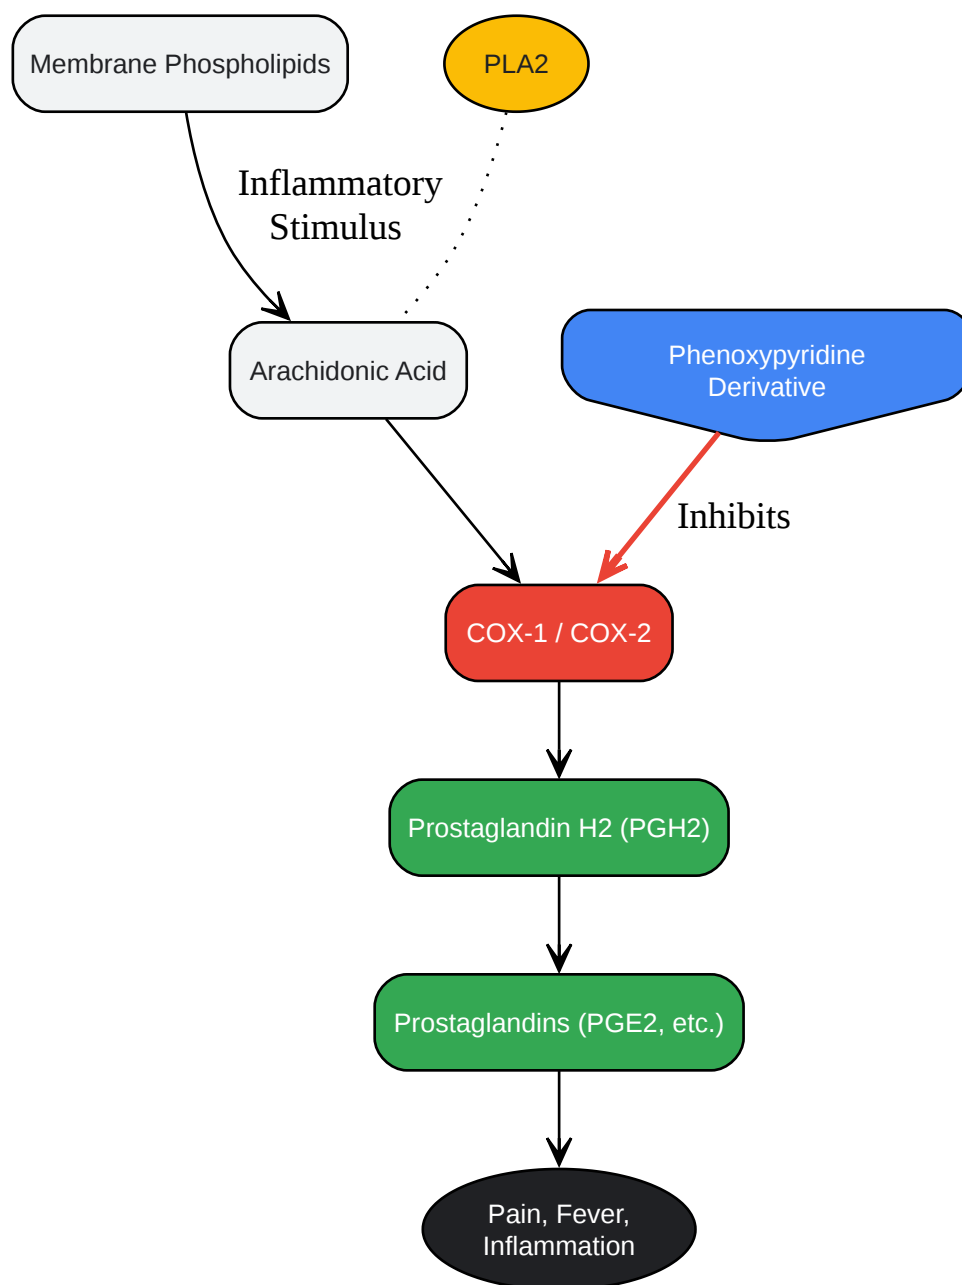 Membrane Phospholipids
PLA2
Inflammatory
Stimulus
Arachidonic Acid
Phenoxypyridine
Derivative
Inhibits
COX-1 / COX-2
Prostaglandin H2 (PGH2)
Prostaglandins (PGE2, etc.)
Pain, Fever,
Inflammation